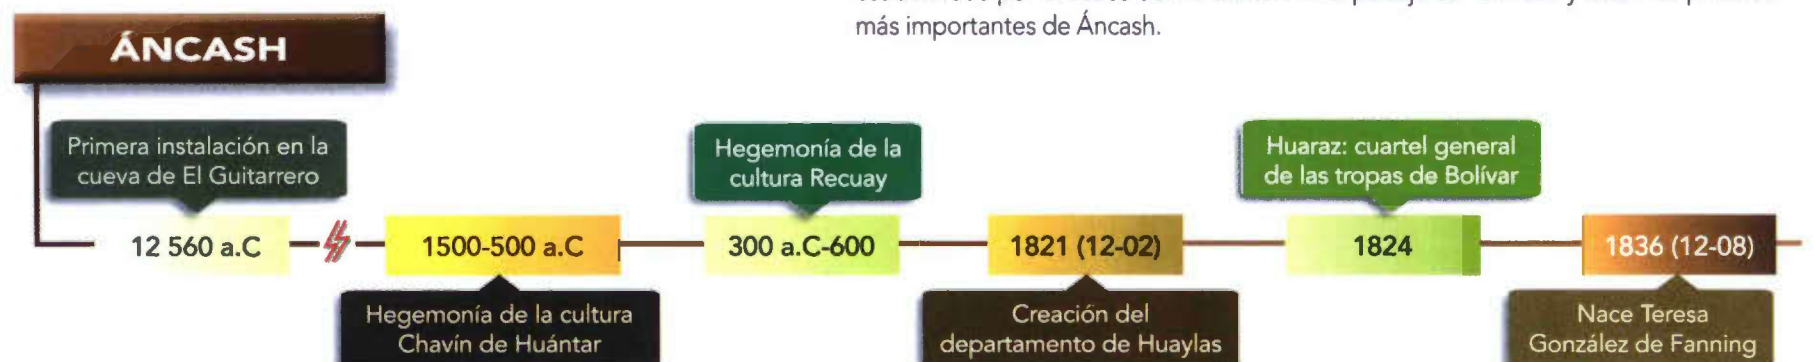 más importantes de Áncash.
ÁNCASH
Primera instalación en la
cueva de El Guitarrero
12 560 a.C
1500-500 a.C
Hegemonía de la cultura
Chavín de Huántar
Hegemonía de la
cultura Recuay
300 a.C-600
1821 (12-02)
Creación del
departamento de Huaylas
Huaraz: cuartel general
de las tropas de Bolívar
1824
1836 (12-08)
Nace Teresa
González de Fanning